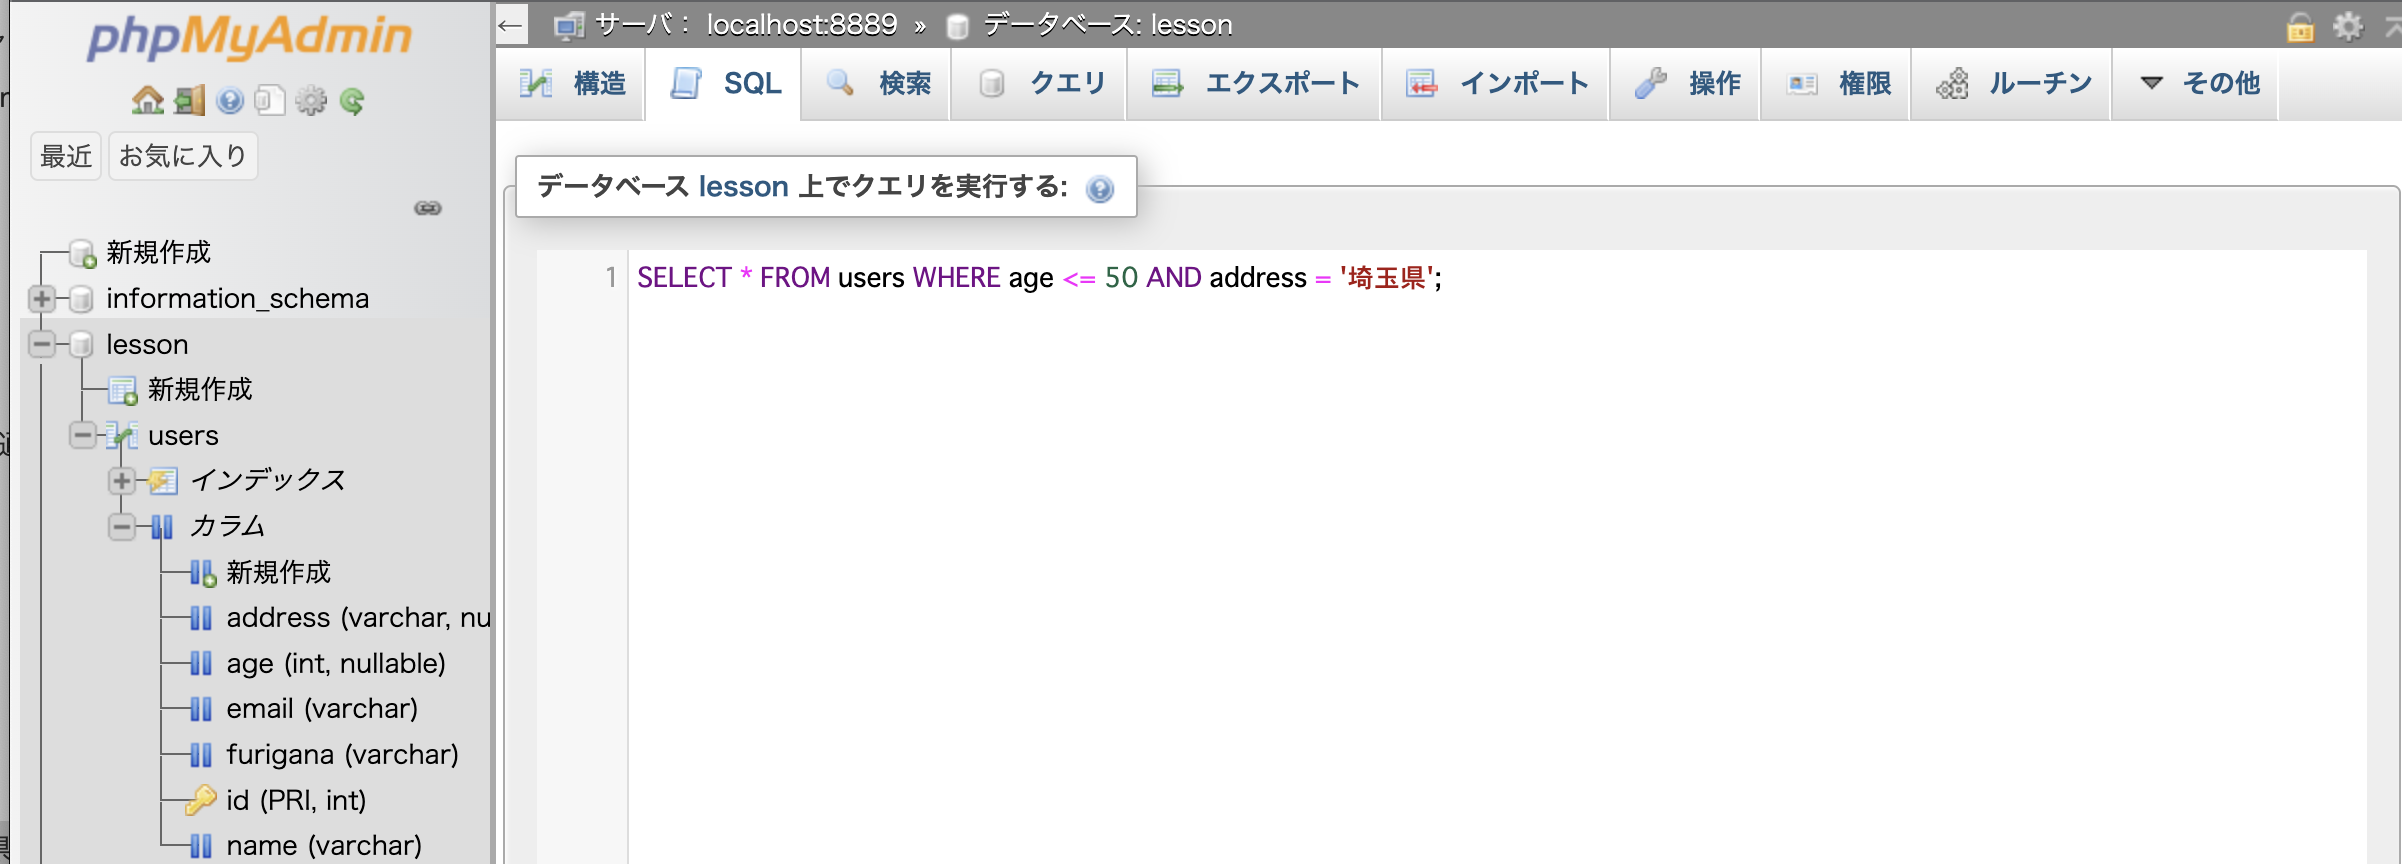 phpMyAdmin
最近 お気に入り
新規作成
information_schema
lesson
新規作成
users
インデックス
カラム
新規作成
address (varchar, nu
age (int, nullable)
email (varchar)
furigana (varchar)
id (PRI, int)
name (varchar)
← サーバ： localhost:8889 » データベース: lesson
構造 SQL 検索 クエリ エクスポート インポート 操作 権限 ルーチン その他
データベース lesson 上でクエリを実行する:
1 SELECT * FROM users WHERE age <= 50 AND address = '埼玉県';